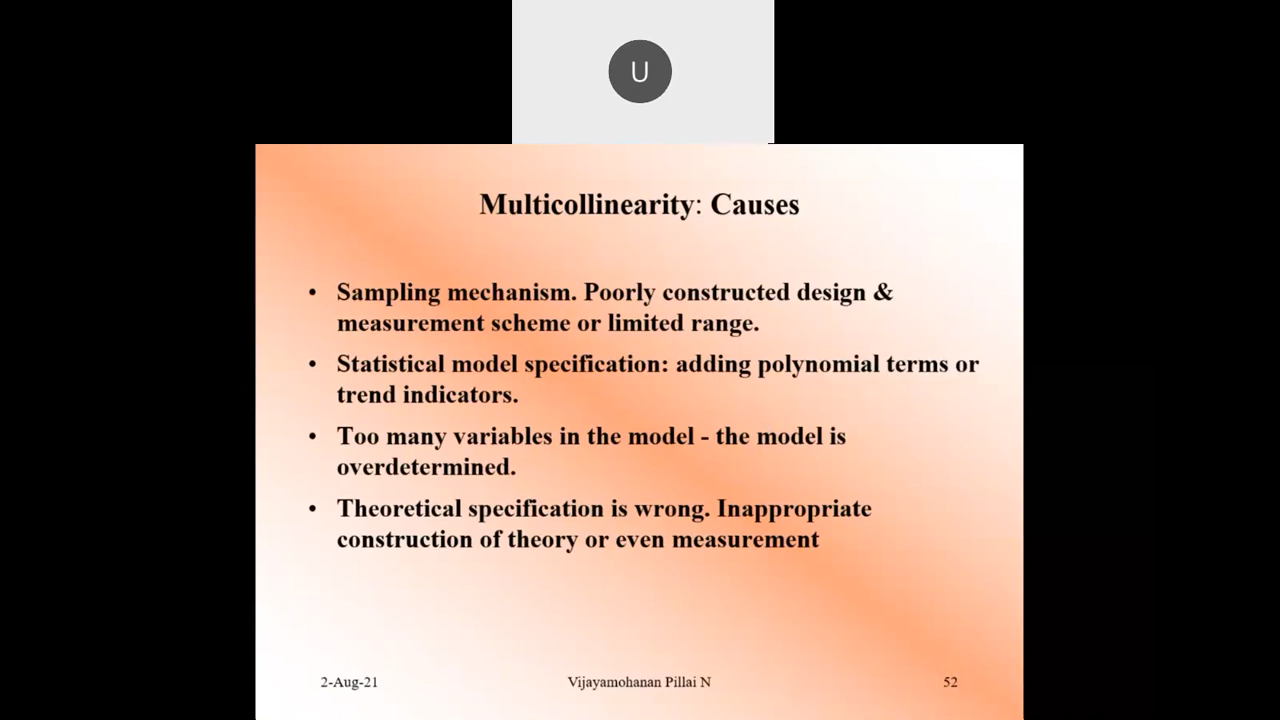 U
Multicollinearity: Causes
• Sampling mechanism. Poorly constructed design &
measurement scheme or limited range.
• Statistical model specification: adding polynomial terms or
trend indicators.
• Too many variables in the model - the model is
overdetermined.
• Theoretical specification is wrong. Inappropriate
construction of theory or even measurement
2-Aug-21 Vijayamohanan Pillai N 52